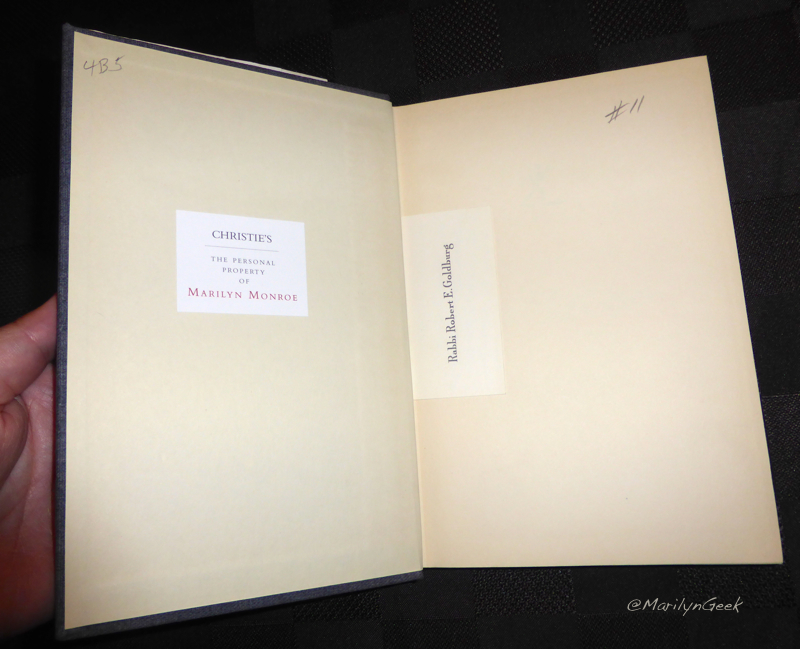 4B5
CHRISTIE'S
THE PERSONAL
PROPERTY
OF
MARILYN MONROE
#11
Rabbi Robert E. Goldburg
@MarilynGeek